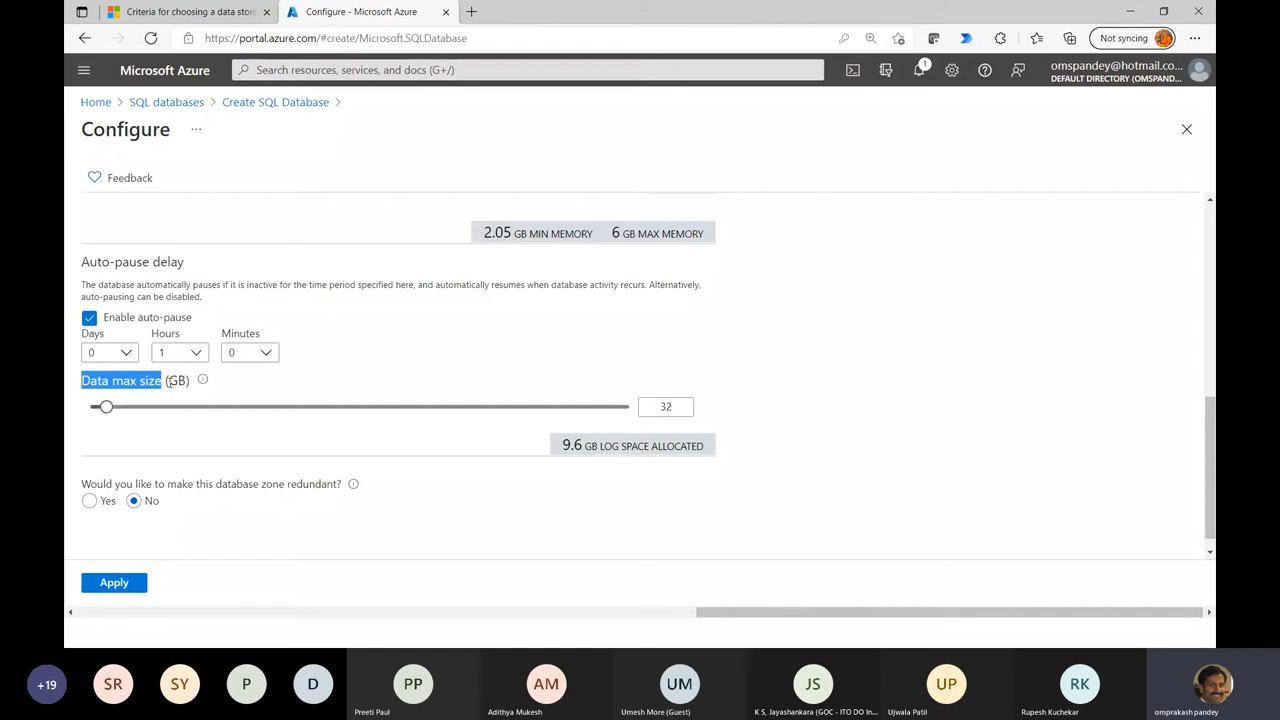 Criteria for choosing a data store
Configure - Microsoft Azure
https://portal.azure.com/#create/Microsoft.SQLDatabase
Not syncing
Microsoft Azure
Search resources, services, and docs (G+/)
1
omspandey@hotmail.co...
DEFAULT DIRECTORY (OMSPAND...
Home > SQL databases > Create SQL Database >
Configure ...
Feedback
2.05 GB MIN MEMORY 6 GB MAX MEMORY
Auto-pause delay
The database automatically pauses if it is inactive for the time period specified here, and automatically resumes when database activity recurs. Alternatively,
auto-pausing can be disabled.
Enable auto-pause
Days Hours Minutes
0 1 0
Data max size (GB)
32
9.6 GB LOG SPACE ALLOCATED
Would you like to make this database zone redundant?
Yes No
Apply
+19 SR SY P D PP AM UM JS UP RK
Preeti Paul Adithya Mukesh Umesh More (Guest) K S, Jayashankara (GOC - ITO DO In... Ujwala Patil Rupesh Kuchekar omprakash pandey